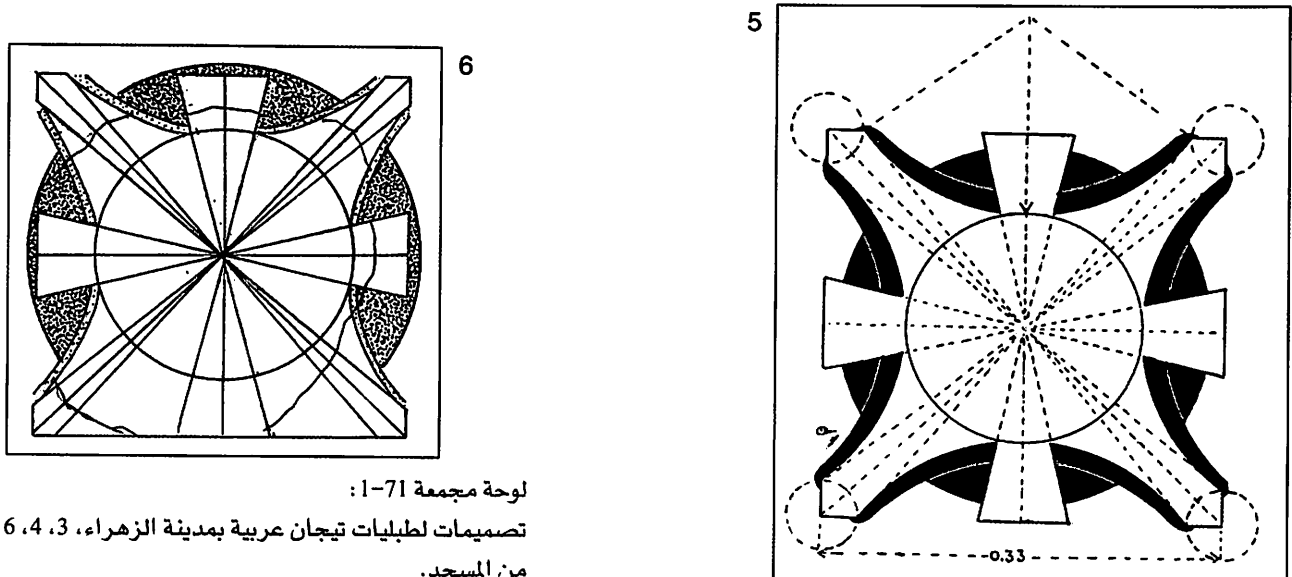 5
6
0.33
لوحة مجمعة 71-1:
تصميمات لطبليات تيجان عربية بمدينة الزهراء، 3، 4، 6
من المسجد.